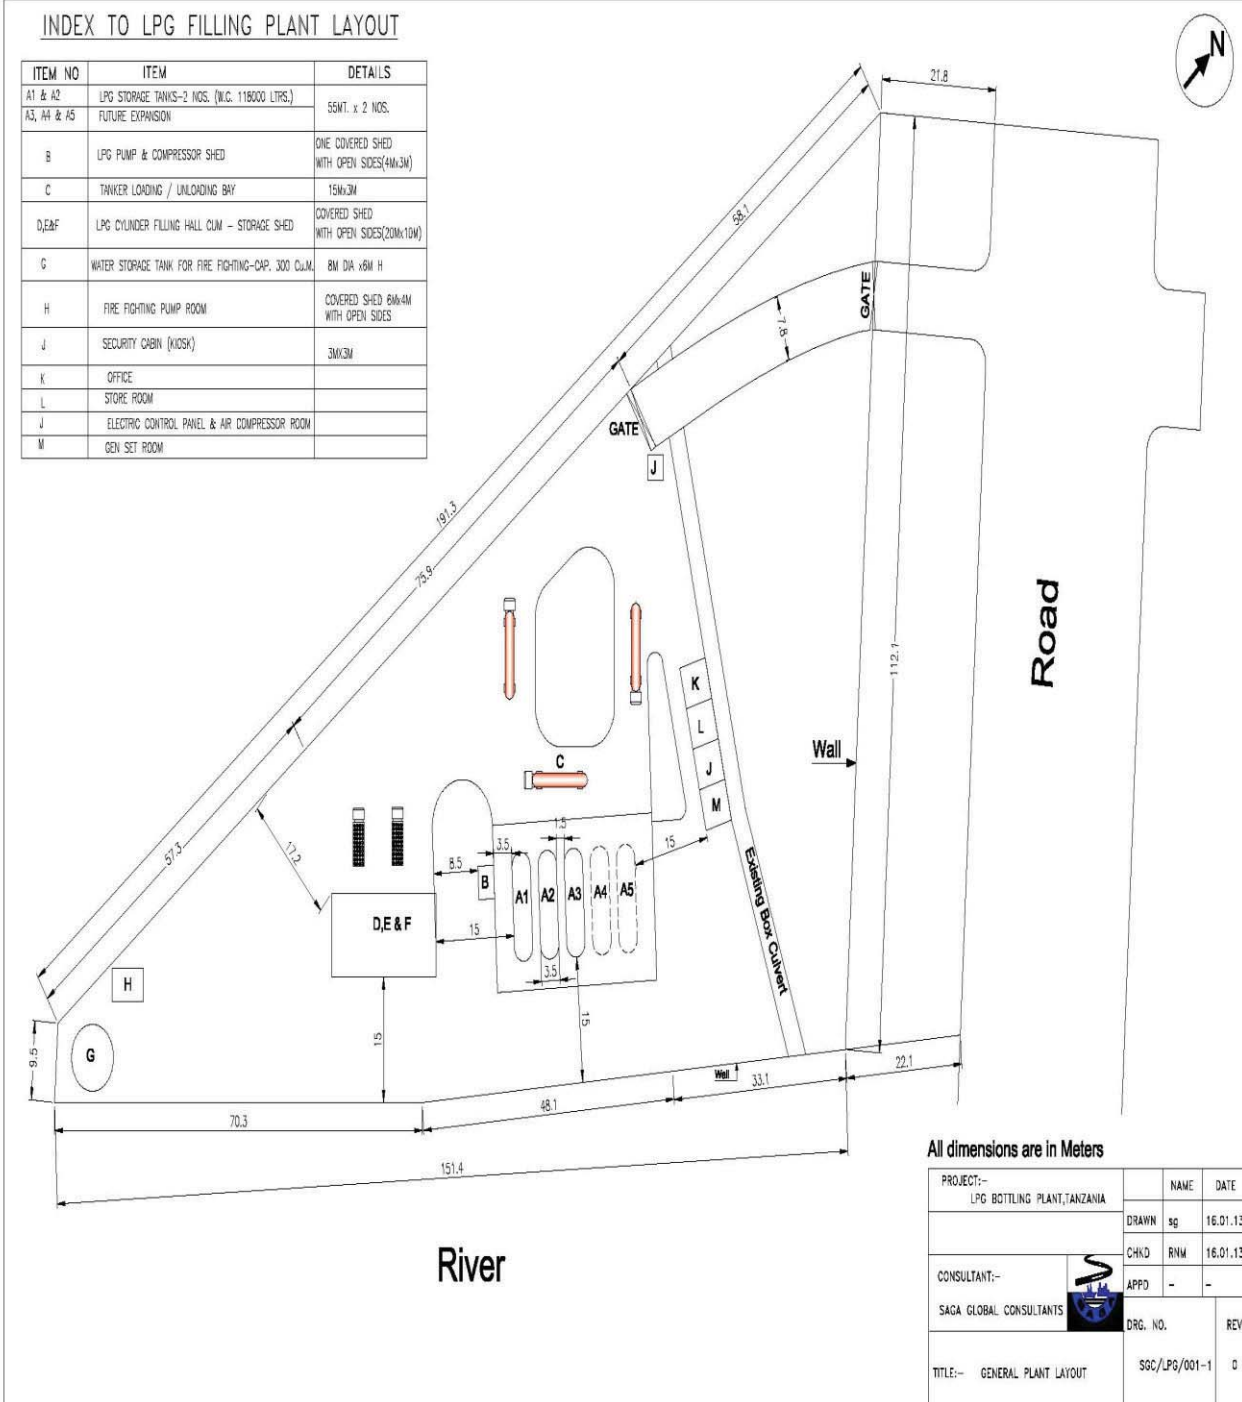 INDEX TO LPG FILLING PLANT LAYOUT
ITEM NO ITEM DETAILS
A1 & A2 LPG STORAGE TANKS-2 NOS. (W.C. 118000 LTRS.) 55MT. x 2 NOS.
A3, A4 & A5 FUTURE EXPANSION
B LPG PUMP & COMPRESSOR SHED ONE COVERED SHED
WITH OPEN SIDES(4Mx3M)
C TANKER LOADING / UNLOADING BAY 15Mx3M
D,E&F LPG CYLINDER FILLING HALL CUM - STORAGE SHED COVERED SHED
WITH OPEN SIDES(20Mx10M)
G WATER STORAGE TANK FOR FIRE FIGHTING-CAP. 300 Cu.M. 8M DIA x6M H
H FIRE FIGHTING PUMP ROOM COVERED SHED 6Mx4M
WITH OPEN SIDES
J SECURITY CABIN (KIOSK) 3MX3M
K OFFICE
L STORE ROOM
J ELECTRIC CONTROL PANEL & AIR COMPRESSOR ROOM
M GEN SET ROOM
N
21.8
58.1
GATE
7.8
GATE
J
191.3
75.9
112.1
Road
K
L
J
M
Wall
C
57.3
17.2
1.5
3.5
8.5
15
B
A1
A2
A3
A4
A5
D,E & F
15
3.5
15
15
Existing Box Culvert
H
G
9.5
Wall
70.3
48.1
33.1
22.1
151.4
River
All dimensions are in Meters
PROJECT:-
LPG BOTTLING PLANT,TANZANIA
NAME DATE
DRAWN sg 16.01.13
CHKD RNM 16.01.13
APPD - -
CONSULTANT:-
SAGA GLOBAL CONSULTANTS
DRG. NO. REV
SGC/LPG/001-1 0
TITLE:- GENERAL PLANT LAYOUT